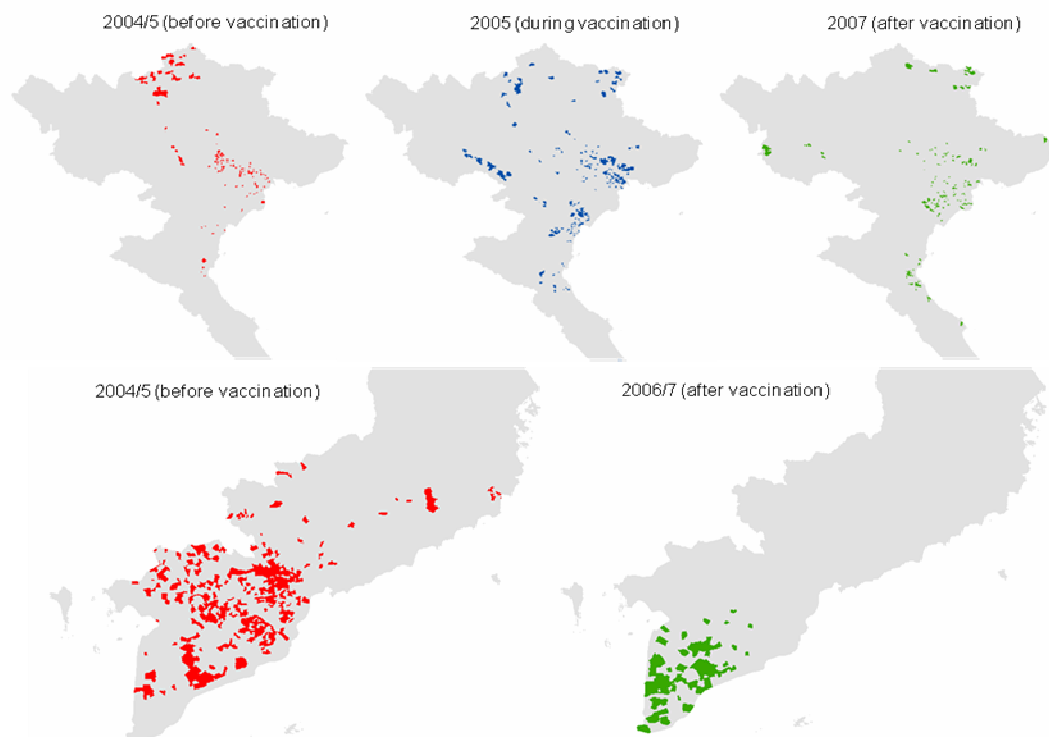 2004/5 (before vaccination)
2005 (during vaccination)
2007 (after vaccination)
2004/5 (before vaccination)
2006/7 (after vaccination)